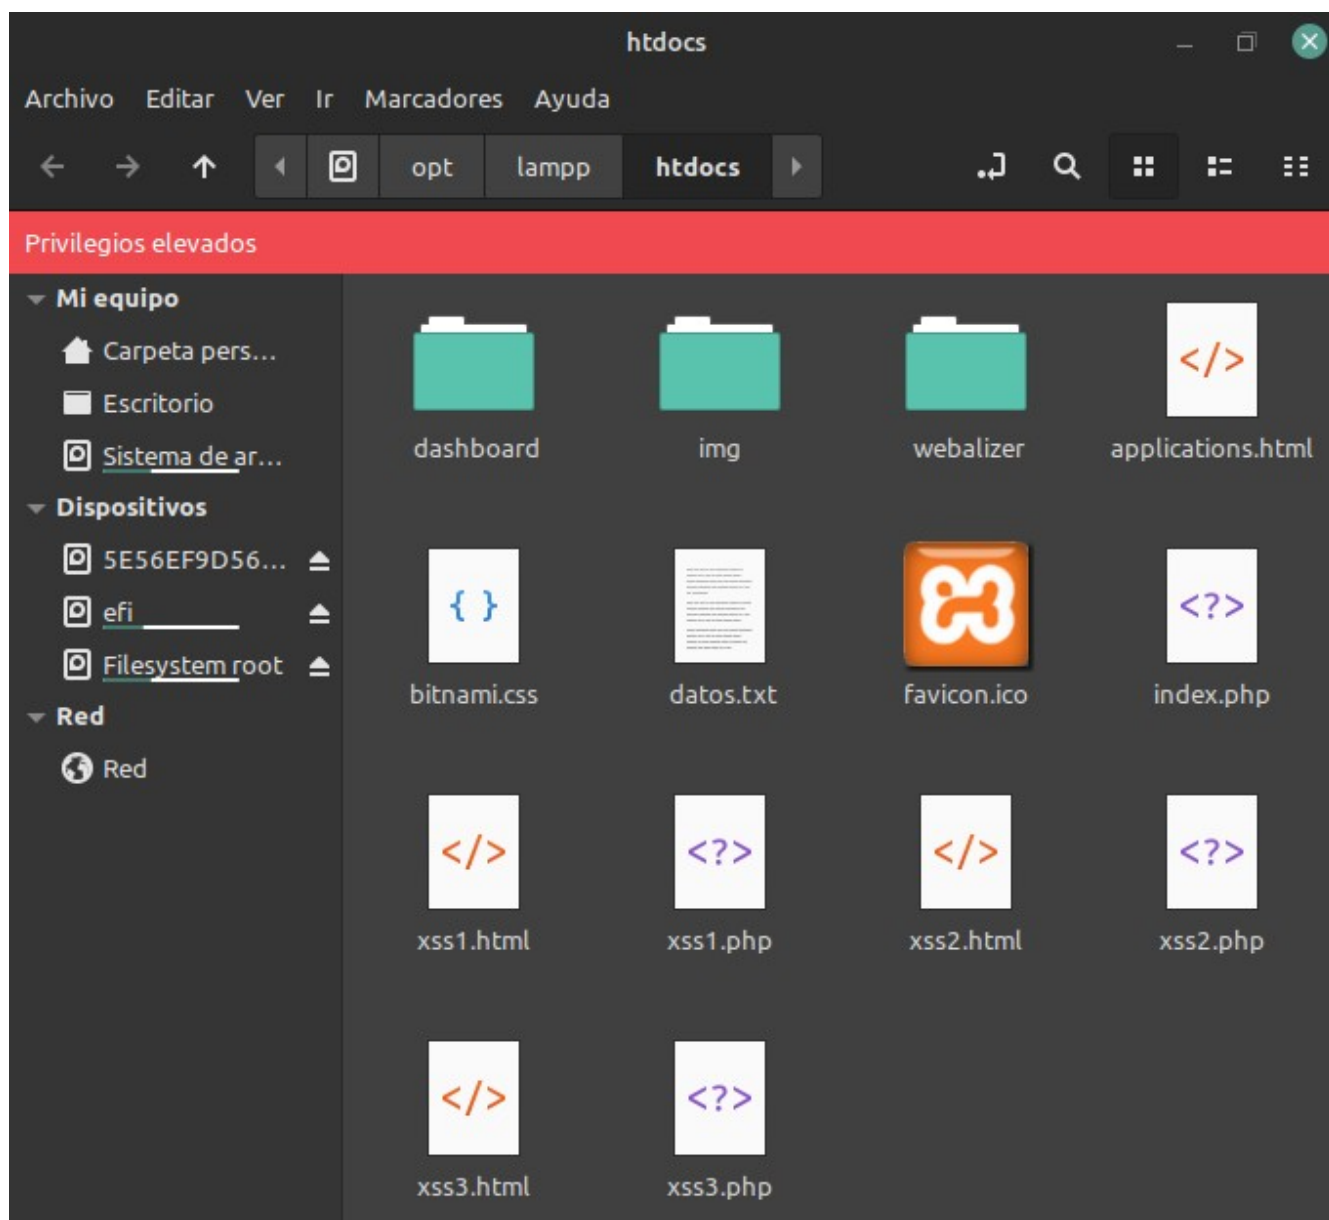 htdocs
Archivo Editar Ver Ir Marcadores Ayuda
opt lampp htdocs
Privilegios elevados
Mi equipo
Carpeta pers...
Escritorio
Sistema de ar...
Dispositivos
5E56EF9D56...
efi
Filesystem root
Red
Red
dashboard img webalizer applications.html
bitnami.css datos.txt favicon.ico index.php
xss1.html xss1.php xss2.html xss2.php
xss3.html xss3.php